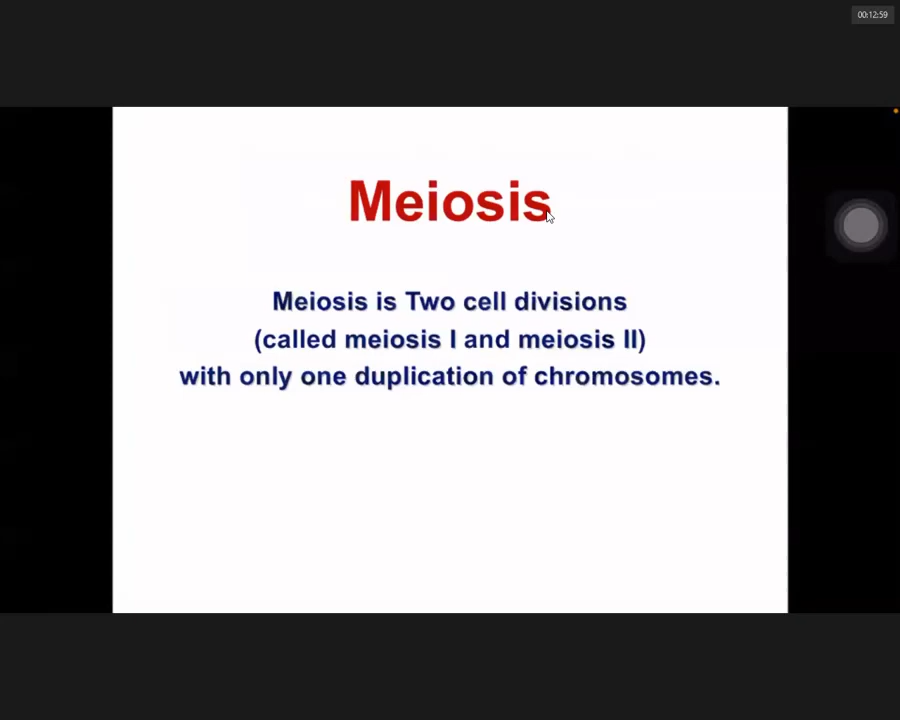 00:12:59
Meiosis
Meiosis is Two cell divisions
(called meiosis I and meiosis II)
with only one duplication of chromosomes.